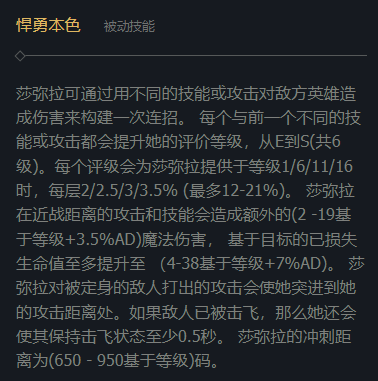 悍勇本色 被动技能
莎弥拉可通过用不同的技能或攻击对敌方英雄造
成伤害来构建一次连招。 每个与前一个不同的技
能或攻击都会提升她的评价等级，从E到S(共6
级)。每个评级会为莎弥拉提供于等级1/6/11/16
时，每层2/2.5/3/3.5% (最多12-21%)。 莎弥拉
在近战距离的攻击和技能会造成额外的(2 -19基
于等级+3.5%AD)魔法伤害， 基于目标的已损失
生命值至多提升至 （4-38基于等级+7%AD)。 莎
弥拉对被定身的敌人打出的攻击会使她突进到她
的攻击距离处。如果敌人已被击飞，那么她还会
使其保持击飞状态至少0.5秒。 莎弥拉的冲刺距
离为(650 - 950基于等级)码。